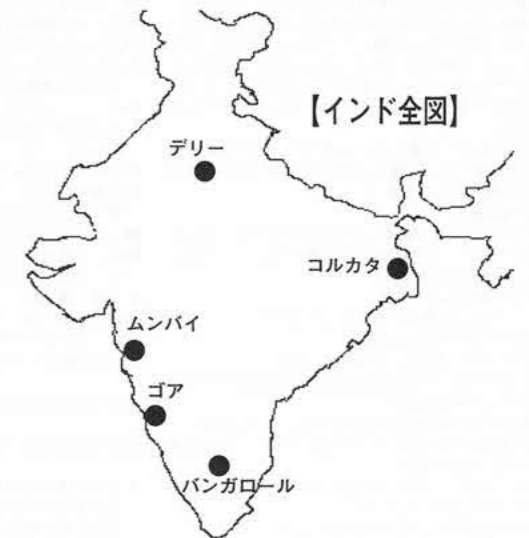 【インド全図】
デリー
コルカタ
ムンバイ
ゴア
バンガロール